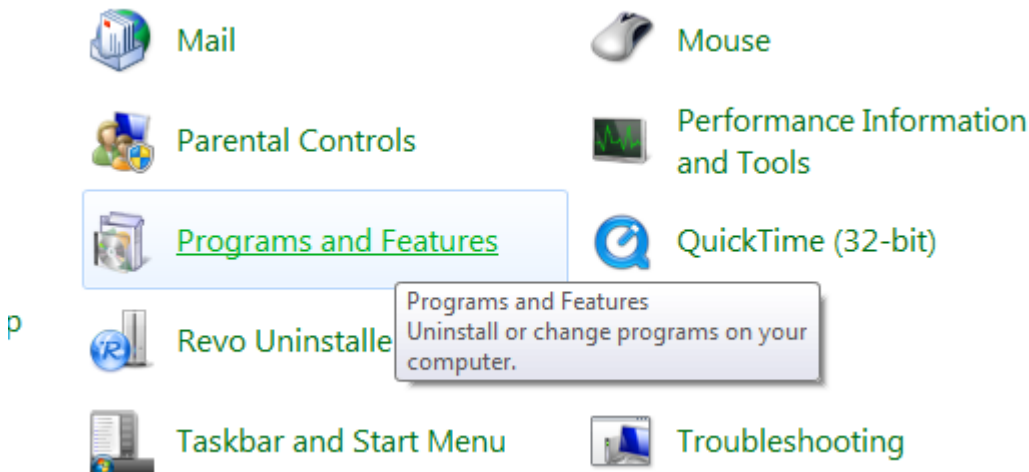 Mail
Mouse
Parental Controls
Performance Information
and Tools
Programs and Features
QuickTime (32-bit)
Programs and Features
Uninstall or change programs on your
computer.
p
Revo Uninstalle
Taskbar and Start Menu
Troubleshooting